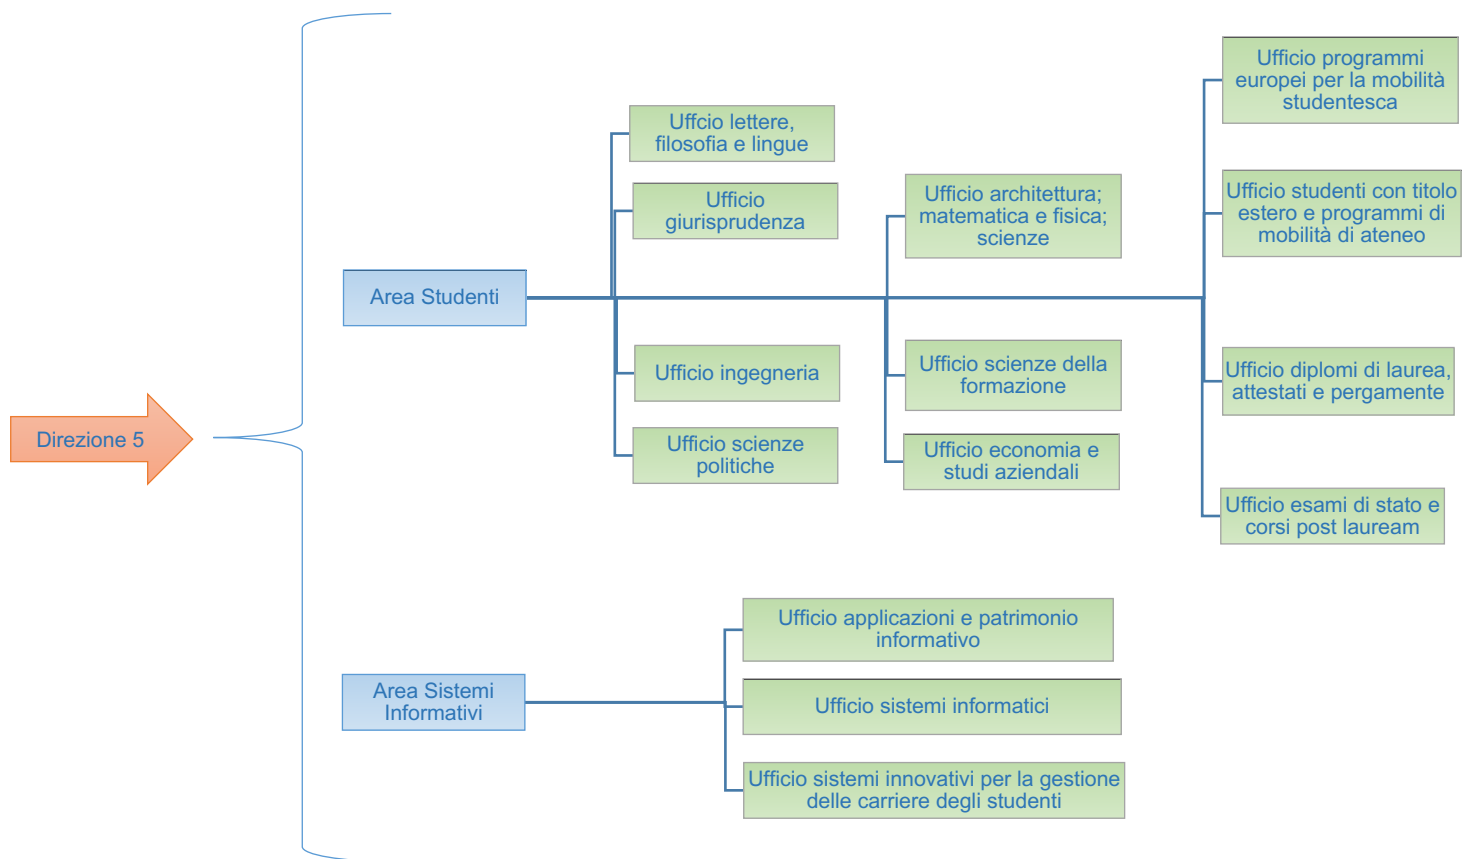 Direzione 5
Area Studenti
Uffcio lettere,
filosofia e lingue
Ufficio
giurisprudenza
Ufficio ingegneria
Ufficio scienze
politiche
Ufficio architettura;
matematica e fisica;
scienze
Ufficio scienze della
formazione
Ufficio economia e
studi aziendali
Ufficio programmi
europei per la mobilità
studentesca
Ufficio studenti con titolo
estero e programmi di
mobilità di ateneo
Ufficio diplomi di laurea,
attestati e pergamente
Ufficio esami di stato e
corsi post lauream
Area Sistemi
Informativi
Ufficio applicazioni e patrimonio
informativo
Ufficio sistemi informatici
Ufficio sistemi innovativi per la gestione
delle carriere degli studenti